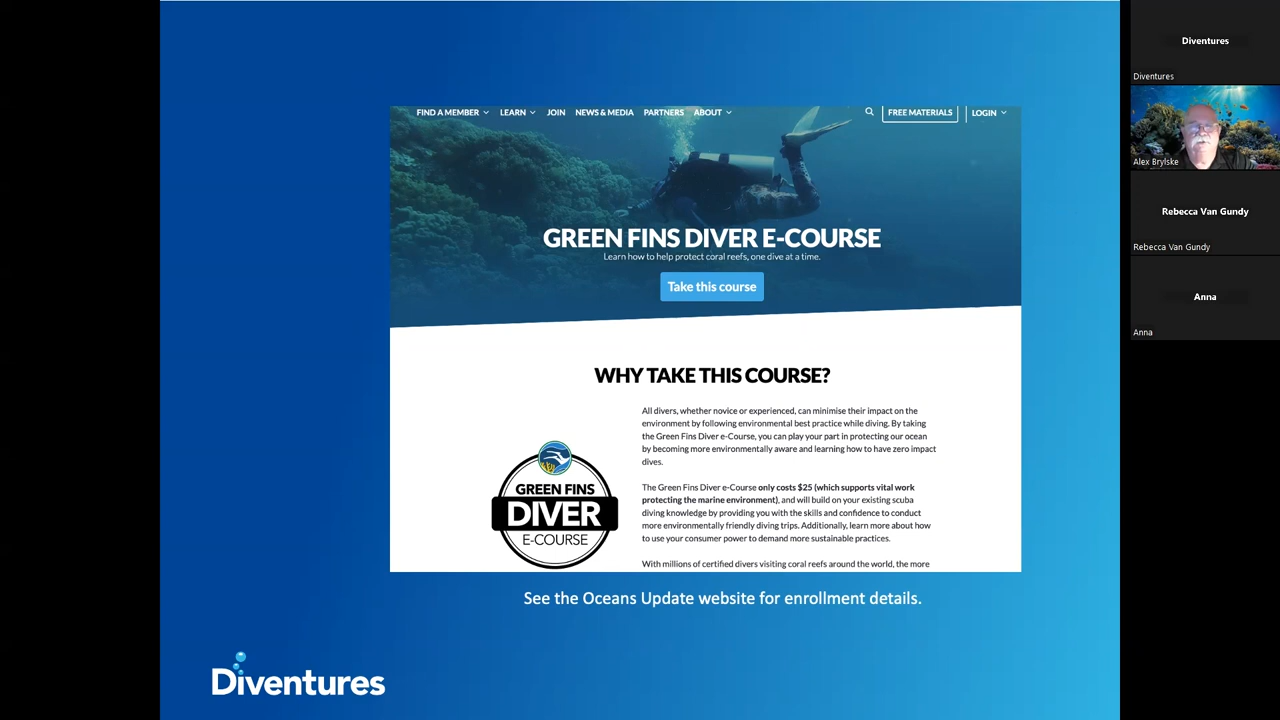 FIND A MEMBER LEARN JOIN NEWS & MEDIA PARTNERS ABOUT FREE MATERIALS LOGIN
GREEN FINS DIVER E-COURSE
Learn how to help protect coral reefs, one dive at a time.
Take this course
WHY TAKE THIS COURSE?
All divers, whether novice or experienced, can minimise their impact on the
environment by following environmental best practice while diving. By taking
the Green Fins Diver e-Course, you can play your part in protecting our ocean
by becoming more environmentally aware and learning how to have zero impact
dives.
The Green Fins Diver e-Course only costs $25 (which supports vital work
protecting the marine environment), and will build on your existing scuba
diving knowledge by providing you with the skills and confidence to conduct
more environmentally friendly diving trips. Additionally, learn more about how
to use your consumer power to demand more sustainable practices.
With millions of certified divers visiting coral reefs around the world, the more
GREEN FINS
DIVER
E-COURSE
See the Oceans Update website for enrollment details.
Diventures
Diventures
Diventures
Alex Brylske
Rebecca Van Gundy
Rebecca Van Gundy
Anna
Anna